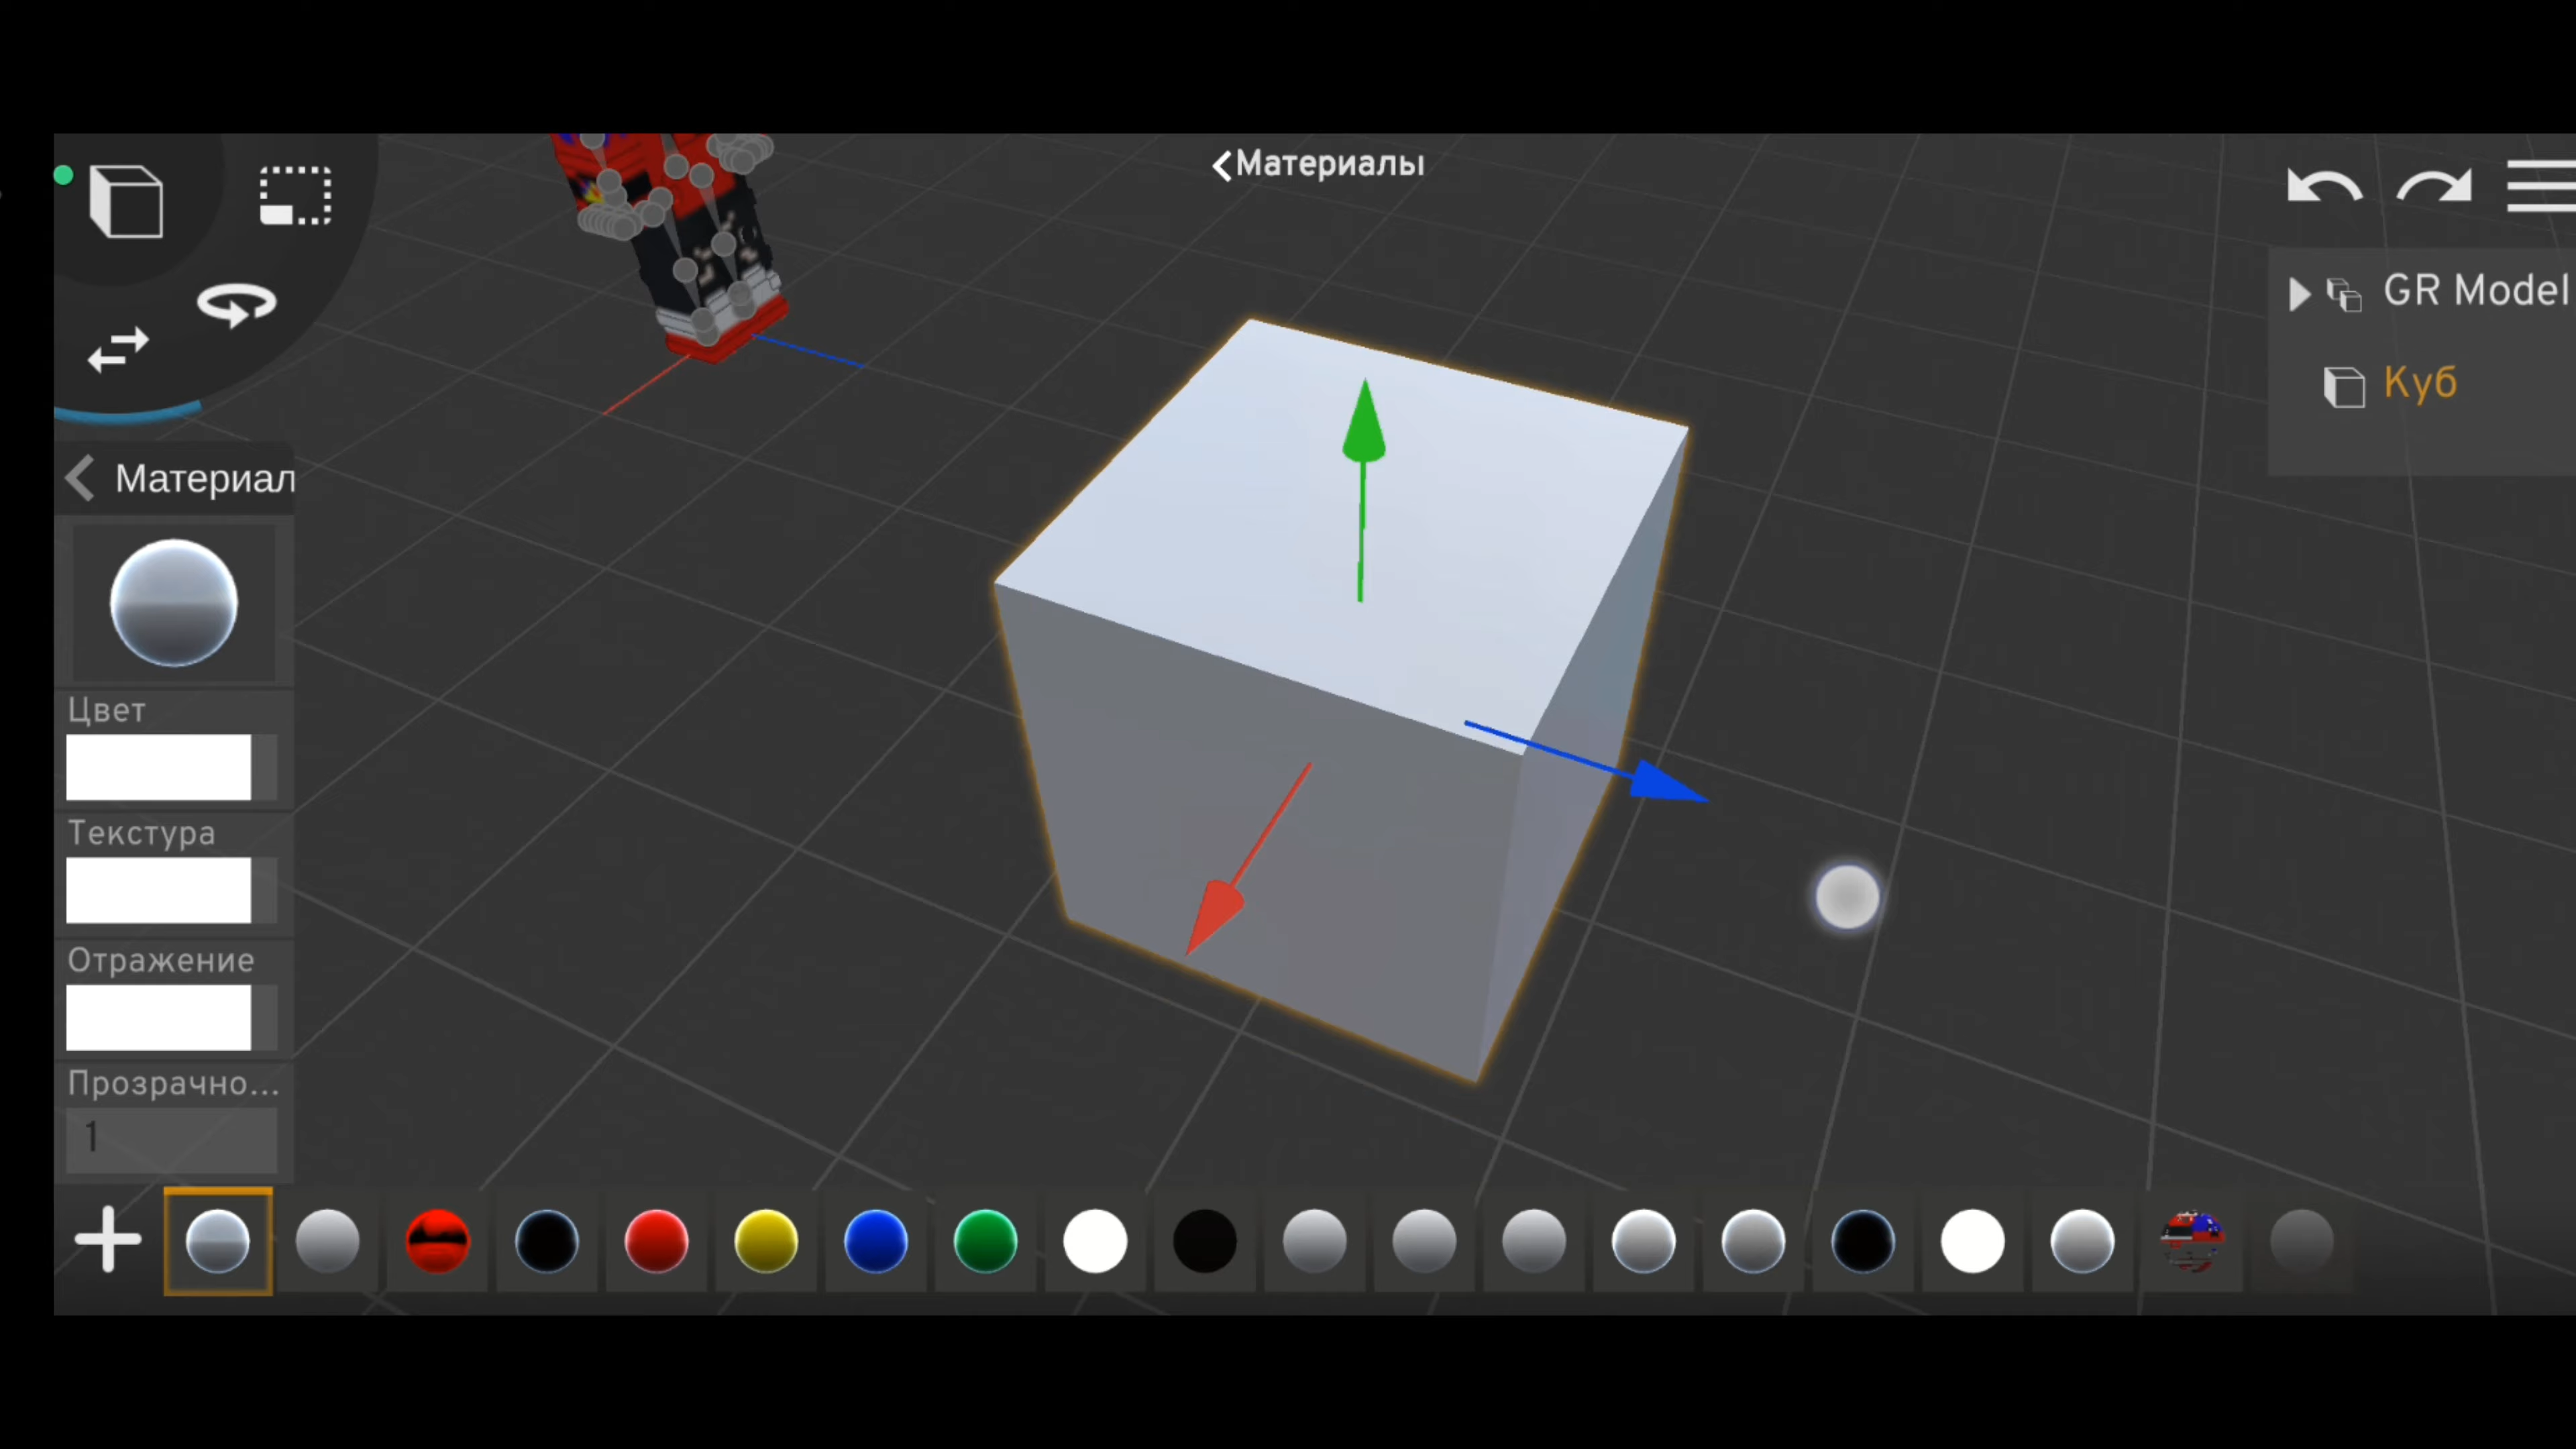 Материалы
GR Model
Куб
Материал
Цвет
Текстура
Отражение
Прозрачно...
1